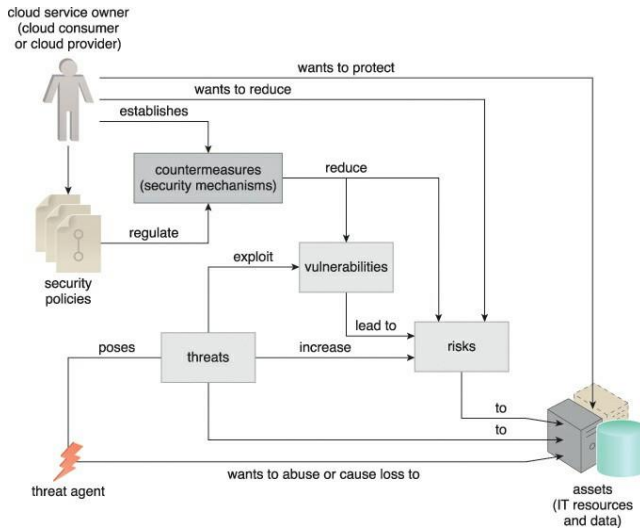 cloud service owner
(cloud consumer
or cloud provider)
wants to protect
wants to reduce
establishes
countermeasures
(security mechanisms)
reduce
regulate
security
policies
exploit
vulnerabilities
lead to
poses
threats
increase
risks
to
to
wants to abuse or cause loss to
threat agent
assets
(IT resources
and data)